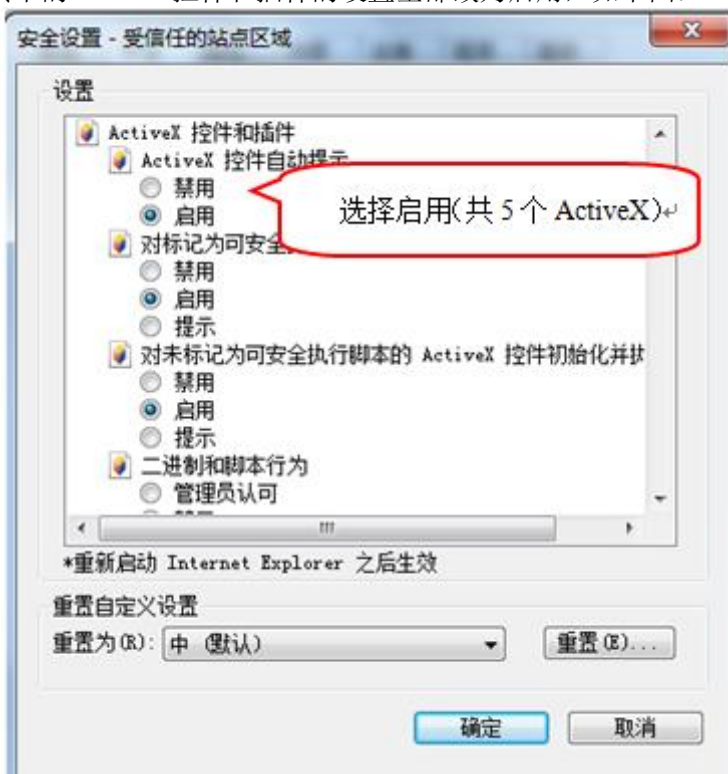 安全设置 - 受信任的站点区域
设置
ActiveX 控件和插件
ActiveX 控件自动提示
禁用
启用
选择启用(共 5 个 ActiveX)
对标记为可安全
禁用
启用
提示
对未标记为可安全执行脚本的 ActiveX 控件初始化并执
禁用
启用
提示
二进制和脚本行为
管理员认可
*重新启动 Internet Explorer 之后生效
重置自定义设置
重置为(R): 中 (默认)
重置(E)...
确定
取消